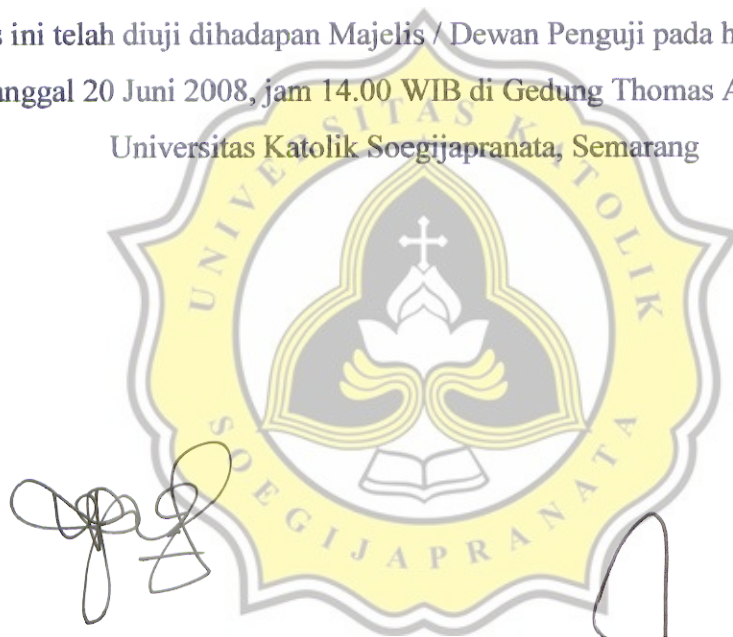 ini telah diuji dihadapan Majelis / Dewan Penguji pada
tanggal 20 Juni 2008, jam 14.00 WIB di Gedung Thomas
Universitas Katolik Soegijapranata, Semarang
UNIVERSITAS KATOLIK
SOEGIJAPRANATA